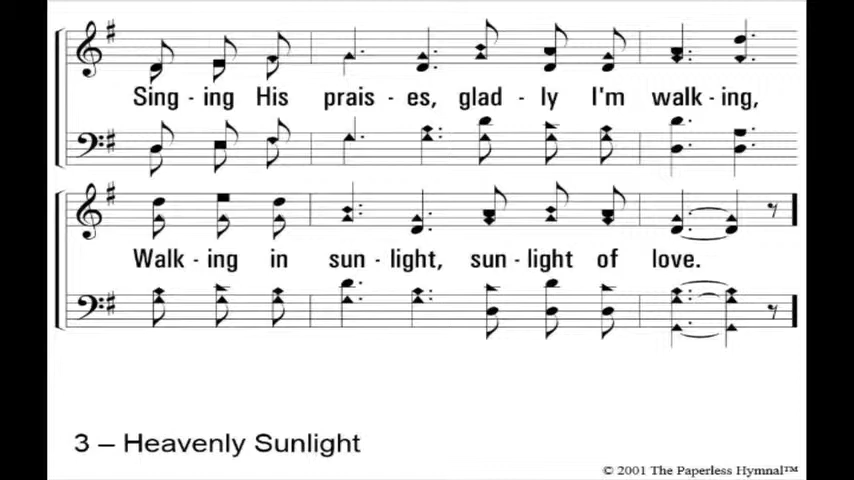 Sing - ing His prais - es, glad - ly I'm walk - ing,
Walk - ing in sun - light, sun - light of love.
3 – Heavenly Sunlight
© 2001 The Paperless Hymnal™